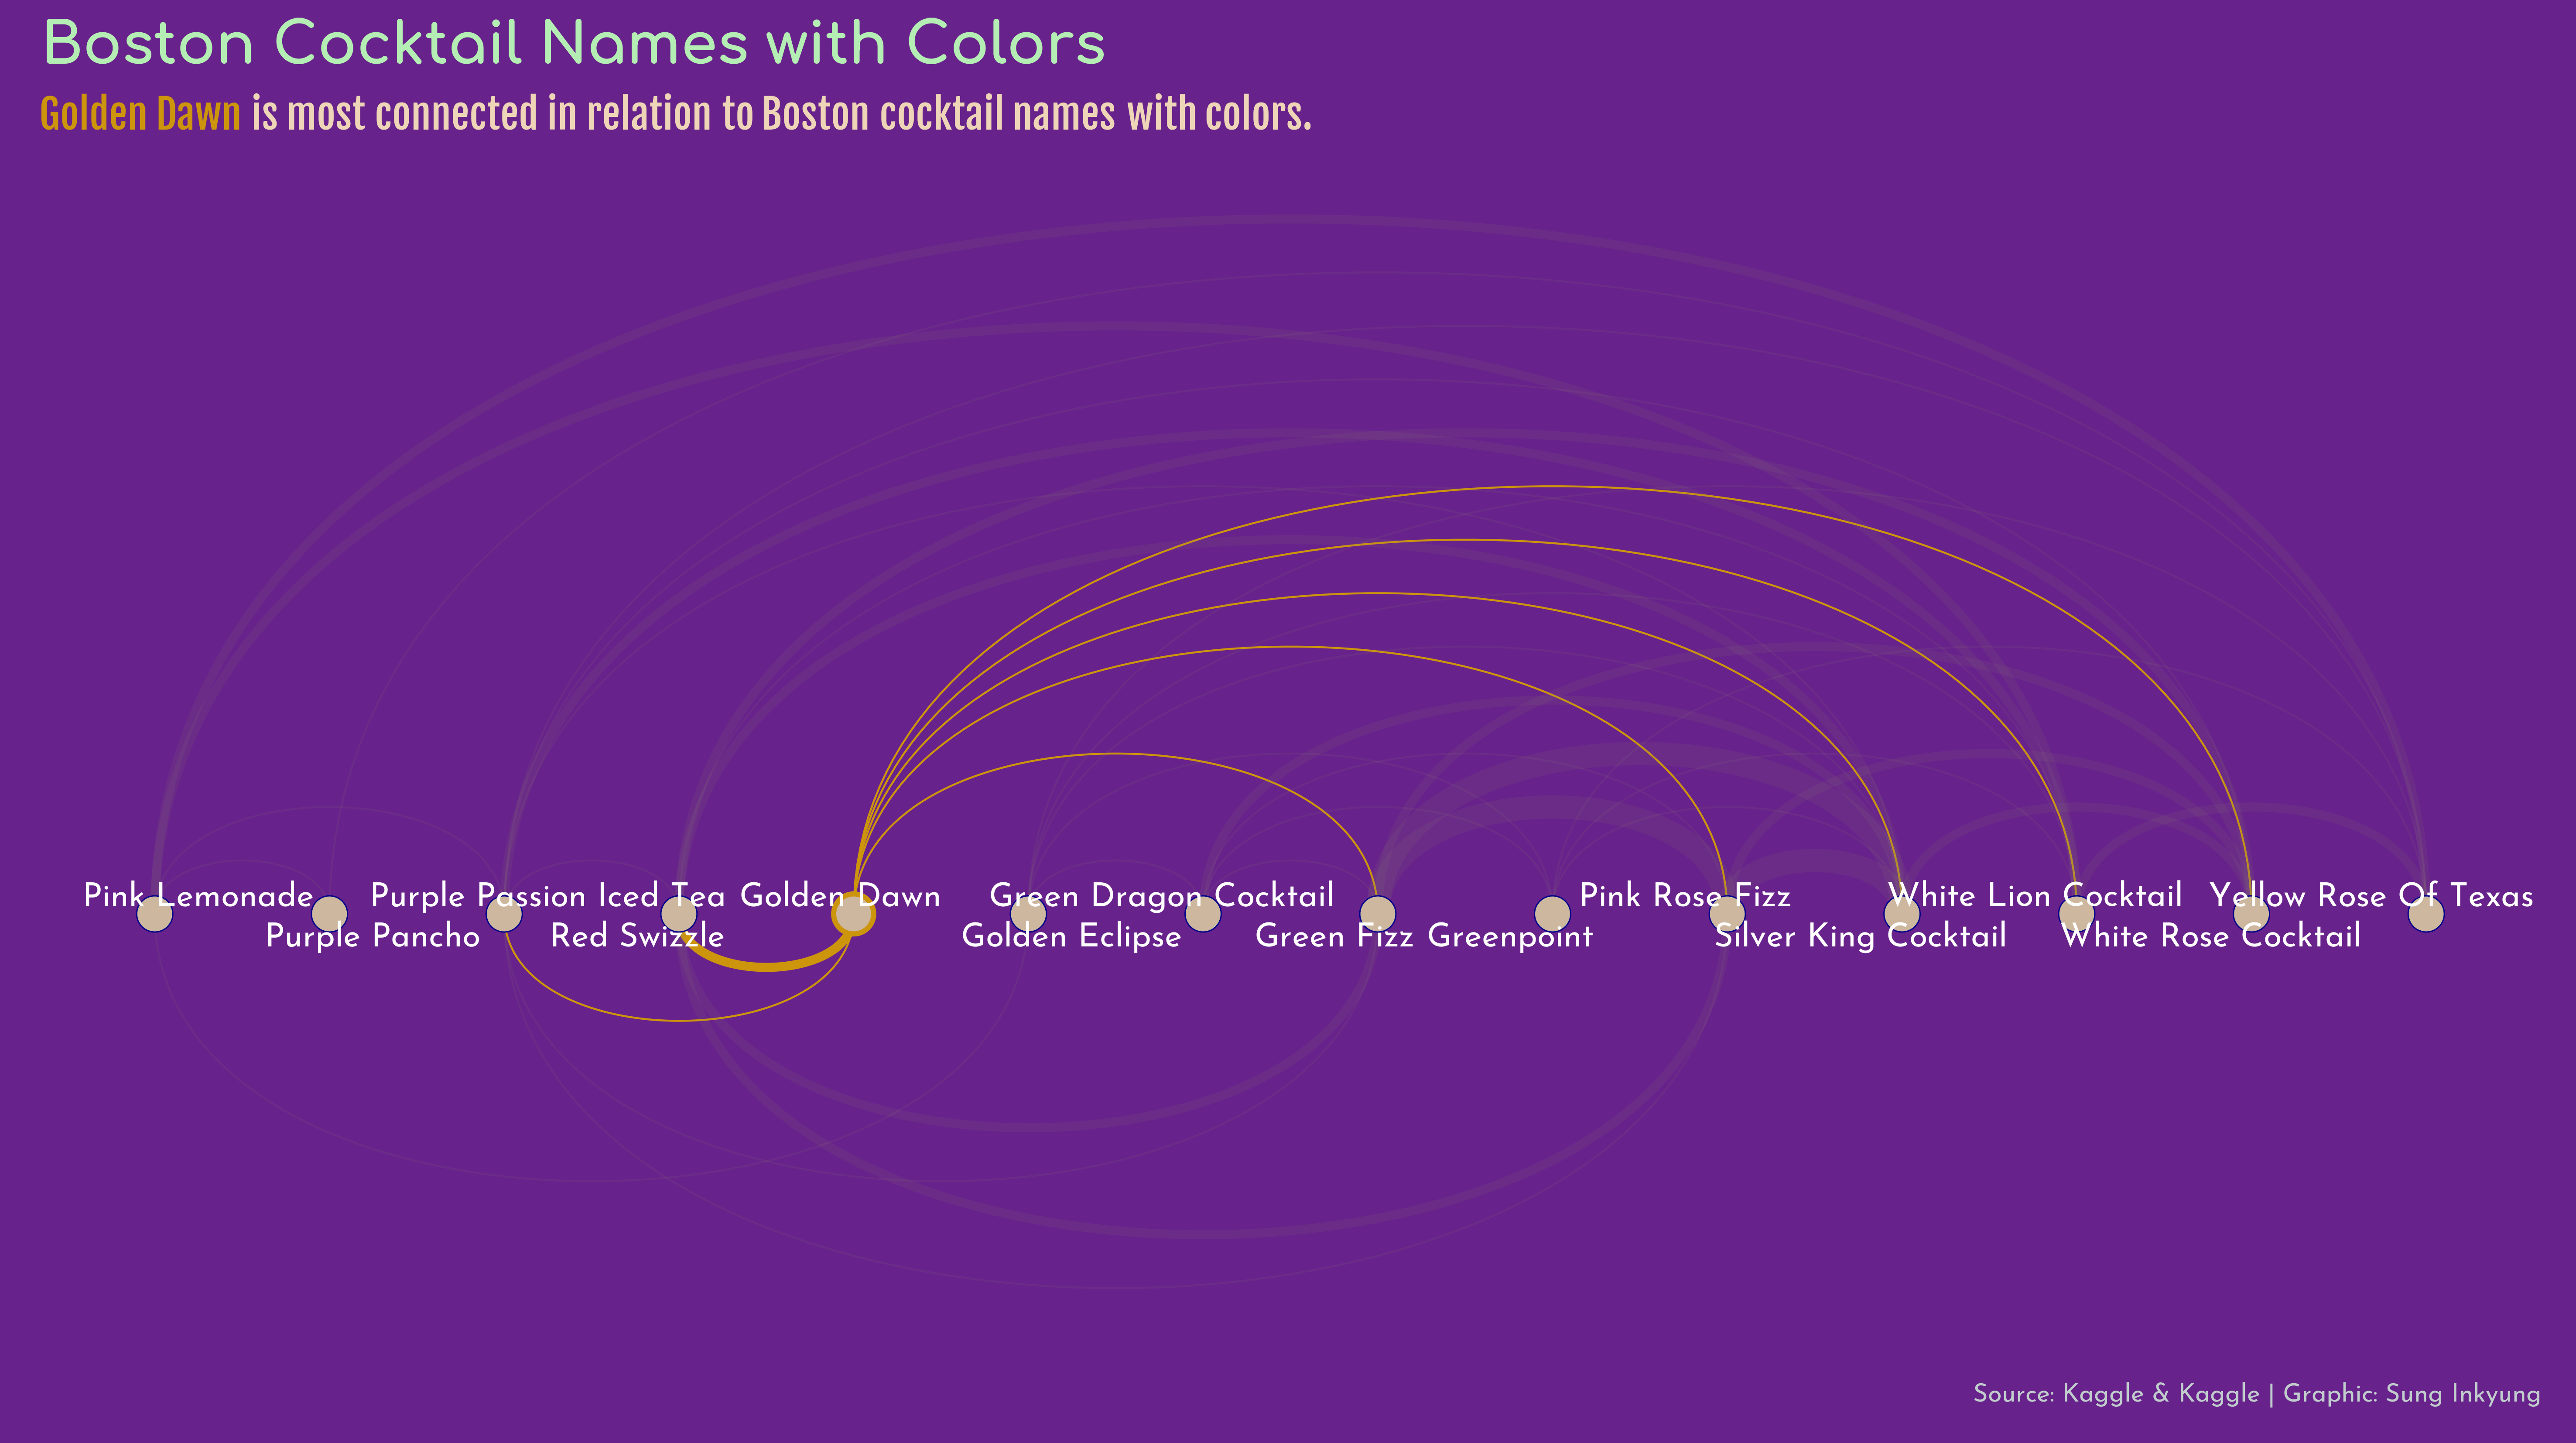 Boston Cocktail Names with Colors
Golden Dawn is most connected in relation to Boston cocktail names with colors.
Pink Lemonade
Purple Passion Iced Tea
Golden Dawn
Green Dragon Cocktail
Pink Rose Fizz
White Lion Cocktail
Yellow Rose Of Texas
Purple Pancho
Red Swizzle
Golden Eclipse
Green Fizz
Greenpoint
Silver King Cocktail
White Rose Cocktail
Source: Kaggle & Kaggle | Graphic: Sung Inkyung